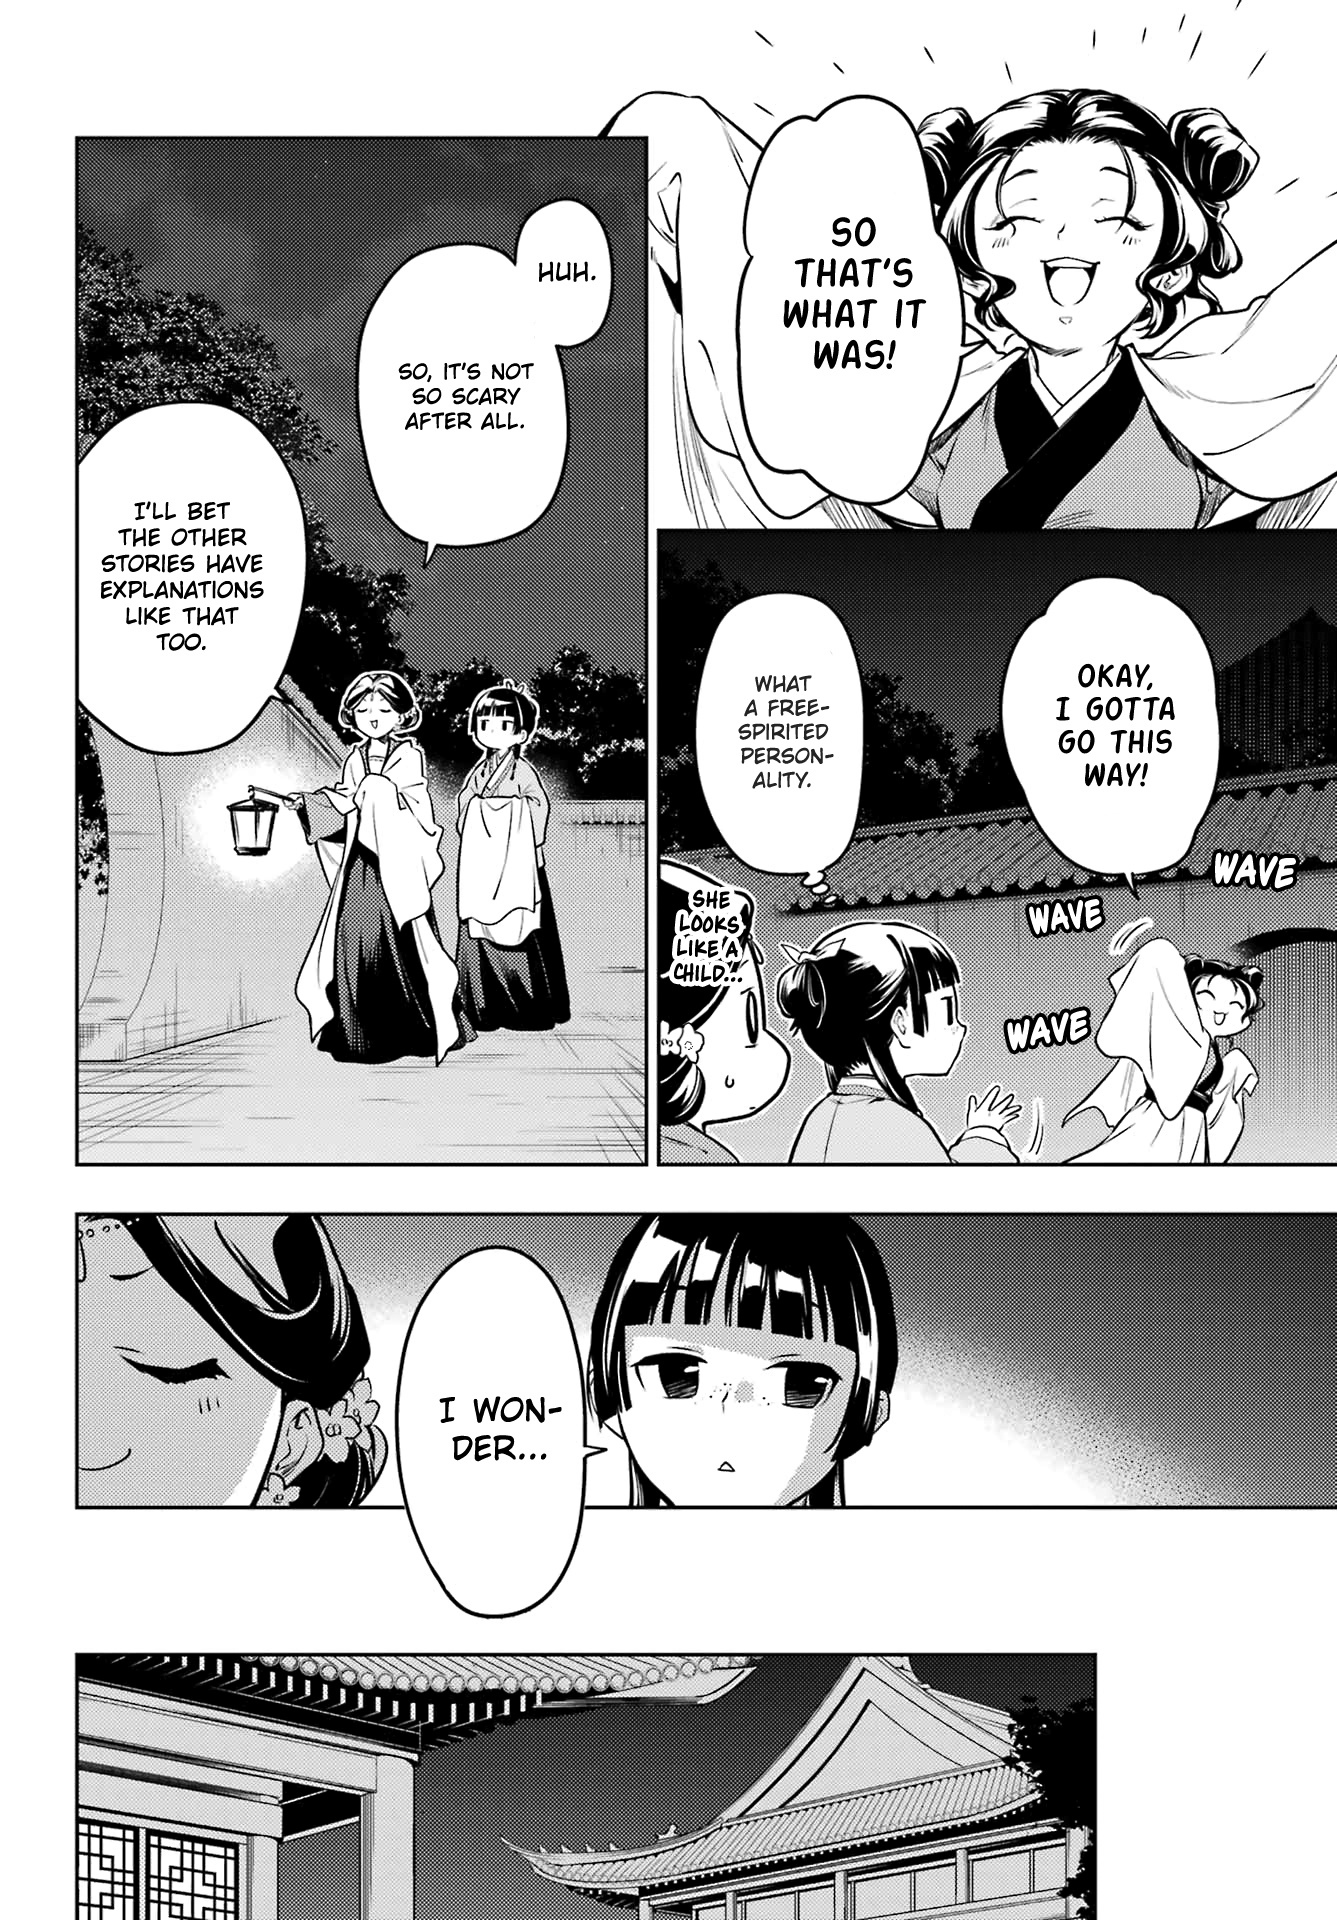 SO
THAT'S
WHAT IT
WAS!
OKAY,
I GOTTA
GO THIS
WAY!
WAVE
WAVE
WAVE
WHAT
A FREE-
SPIRITED
PERSON-
ALITY.
SHE
LOOKS
LIKE A
CHILD...
HUH.
SO, IT'S NOT
SO SCARY
AFTER ALL.
I'LL BET
THE OTHER
STORIES HAVE
EXPLANATIONS
LIKE THAT
TOO.
I WON-
DER...